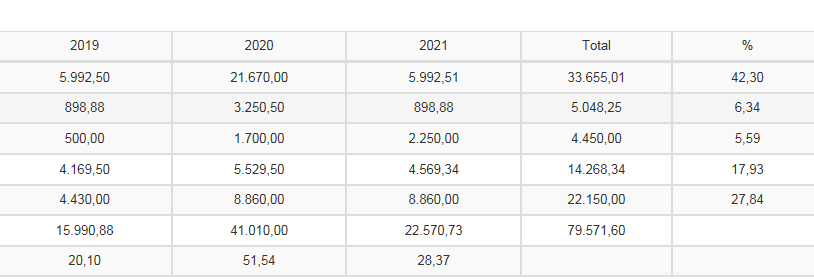 2019 2020 2021 Total %
5.992,50 21.670,00 5.992,51 33.655,01 42,30
898,88 3.250,50 898,88 5.048,25 6,34
500,00 1.700,00 2.250,00 4.450,00 5,59
4.169,50 5.529,50 4.569,34 14.268,34 17,93
4.430,00 8.860,00 8.860,00 22.150,00 27,84
15.990,88 41.010,00 22.570,73 79.571,60
20,10 51,54 28,37